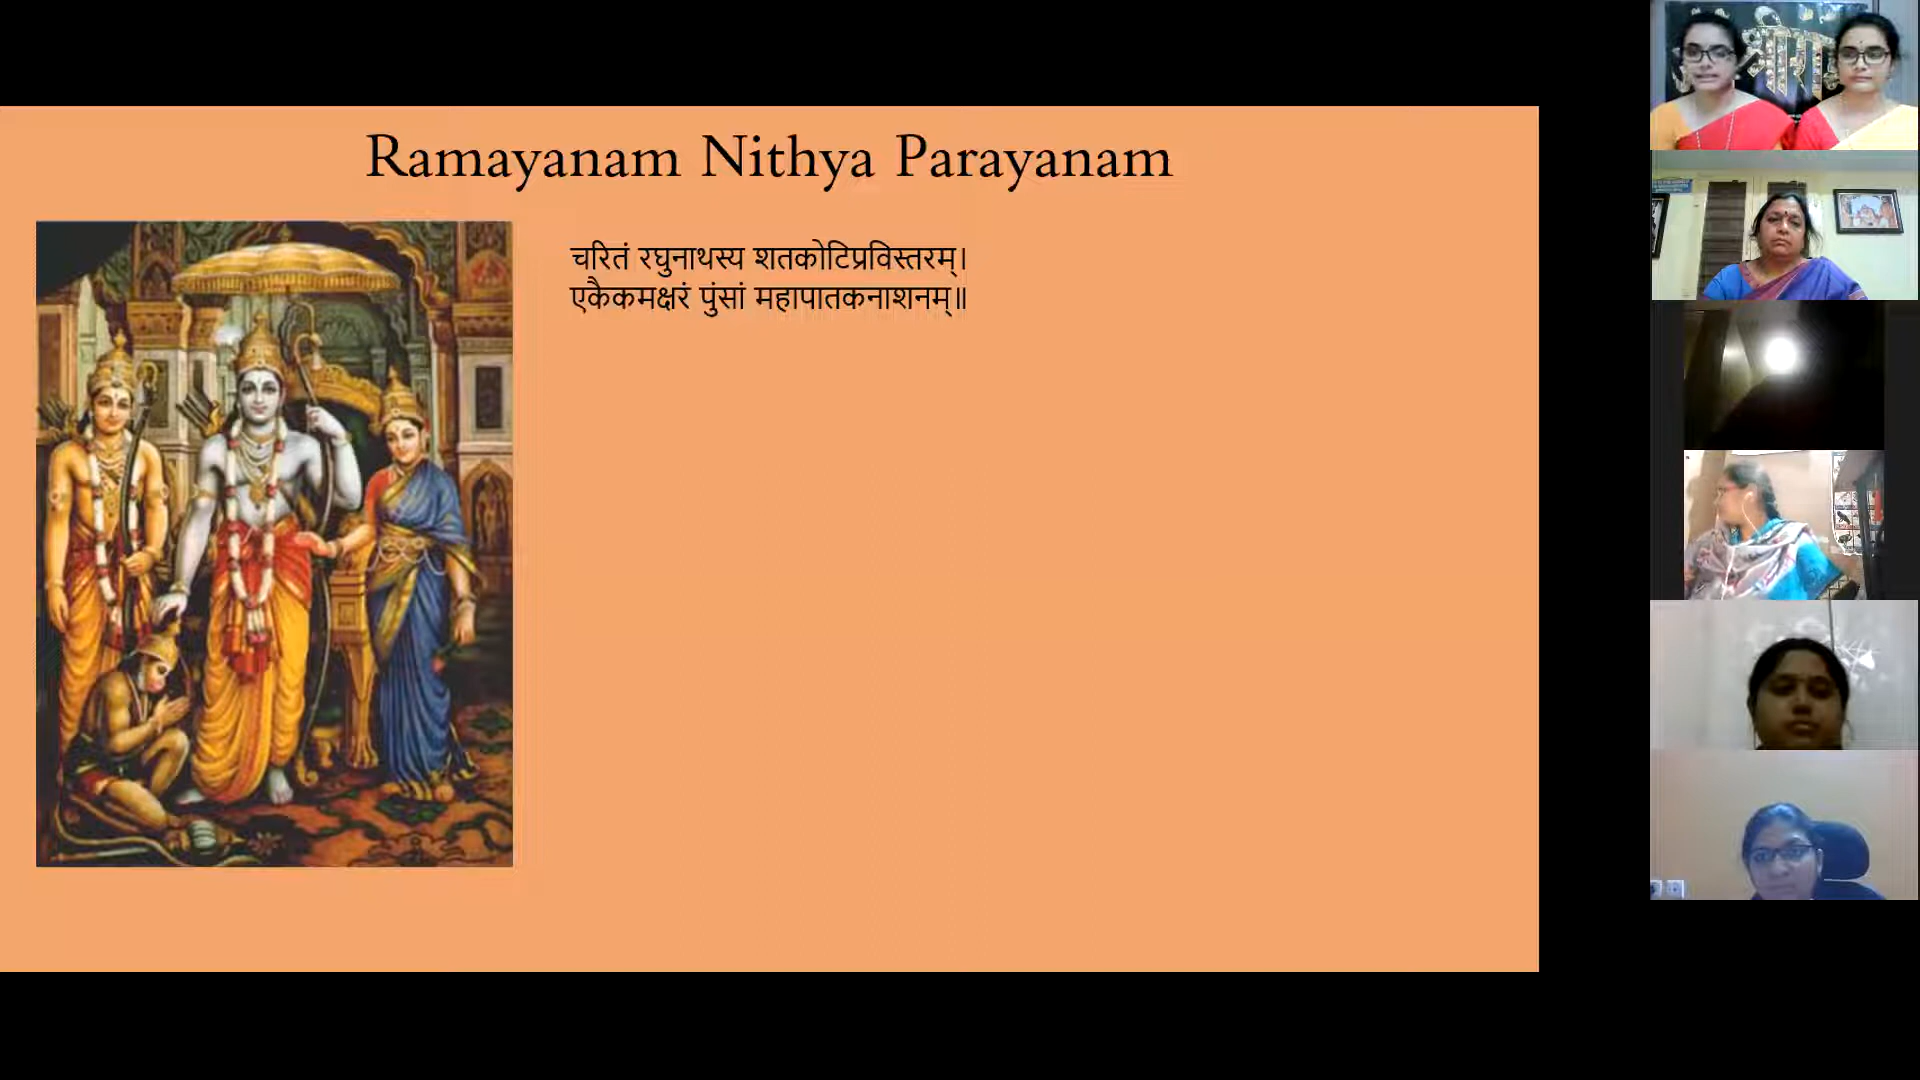 Ramayanam Nithya Parayanam
चरितं रघुनाथस्य शतकोटिप्रविस्तरम्।
एकैकमक्षरं पुंसां महापातकनाशनम्॥